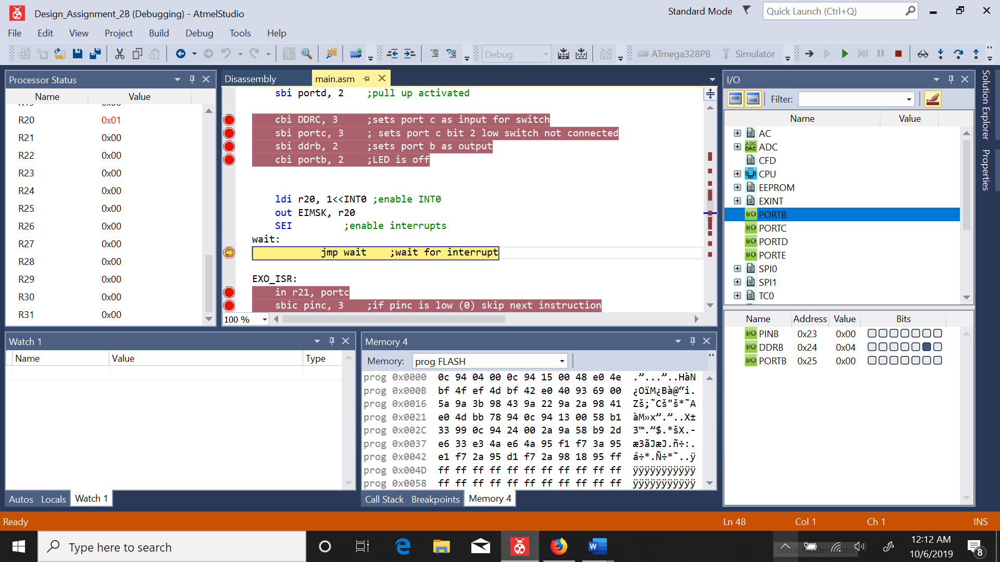 Design_Assignment_2B (Debugging) - AtmelStudio
Standard Mode
Quick Launch (Ctrl+Q)
File Edit View Project Build Debug Tools Help
Debug
ATmega328PB
Simulator
Processor Status
Name Value
R20 0x01
R21 0x00
R22 0x00
R23 0x00
R24 0x00
R25 0x00
R26 0x00
R27 0x00
R28 0x00
R29 0x00
R30 0x00
R31 0x00
Disassembly main.asm
sbi portd, 2 ;pull up activated
cbi DDRC, 3 ;sets port c as input for switch
sbi portc, 3 ; sets port c bit 2 low switch not connected
sbi ddrb, 2 ;sets port b as output
cbi portb, 2 ;LED is off
ldi r20, 1<<INT0 ;enable INT0
out EIMSK, r20
SEI ;enable interrupts
wait:
jmp wait ;wait for interrupt
EXO_ISR:
in r21, portc
sbic pinc, 3 ;if pinc is low (0) skip next instruction
100 %
I/O
Filter:
Name Value
AC
ADC
CFD
CPU
EEPROM
EXINT
PORTB
PORTC
PORTD
PORTE
SPI0
SPI1
TC0
Name Address Value Bits
PINB 0x23 0x00
DDRB 0x24 0x04
PORTB 0x25 0x00
Solution Explorer
Properties
Watch 1
Name Value Type
Autos Locals Watch 1
Memory 4
Memory: prog FLASH
prog 0x0000 0c 94 04 00 0c 94 15 00 48 e0 4e .”...”..HàN
prog 0x000B bf 4f ef 4d bf 42 e0 40 93 69 00 ¿OïM¿Bà@“i.
prog 0x0016 5a 9a 3b 98 43 9a 22 9a 2a 98 41 Zš;˜Cš"š*˜A
prog 0x0021 e0 4d bb 78 94 0c 94 13 00 58 b1 àM»x”.”..X±
prog 0x002C 33 99 0c 94 24 00 2a 9a 58 b9 2d 3™.”$.*šX.-
prog 0x0037 e6 33 e3 4a e6 4a 95 f1 f7 3a 95 æ3ãJæJ.ñ÷:.
prog 0x0042 e1 f7 2a 95 d1 f7 2a 98 18 95 ff á÷*.Ñ÷*˜..ÿ
prog 0x004D ff ff ff ff ff ff ff ff ff ff ff ÿÿÿÿÿÿÿÿÿÿÿ
prog 0x0058 ff ff ff ff ff ff ff ff ff ff ff ÿÿÿÿÿÿÿÿÿÿÿ
Call Stack Breakpoints Memory 4
Ready
Ln 48 Col 1 Ch 1 INS
Type here to search
Show hidden icons
12:12 AM
10/6/2019
8